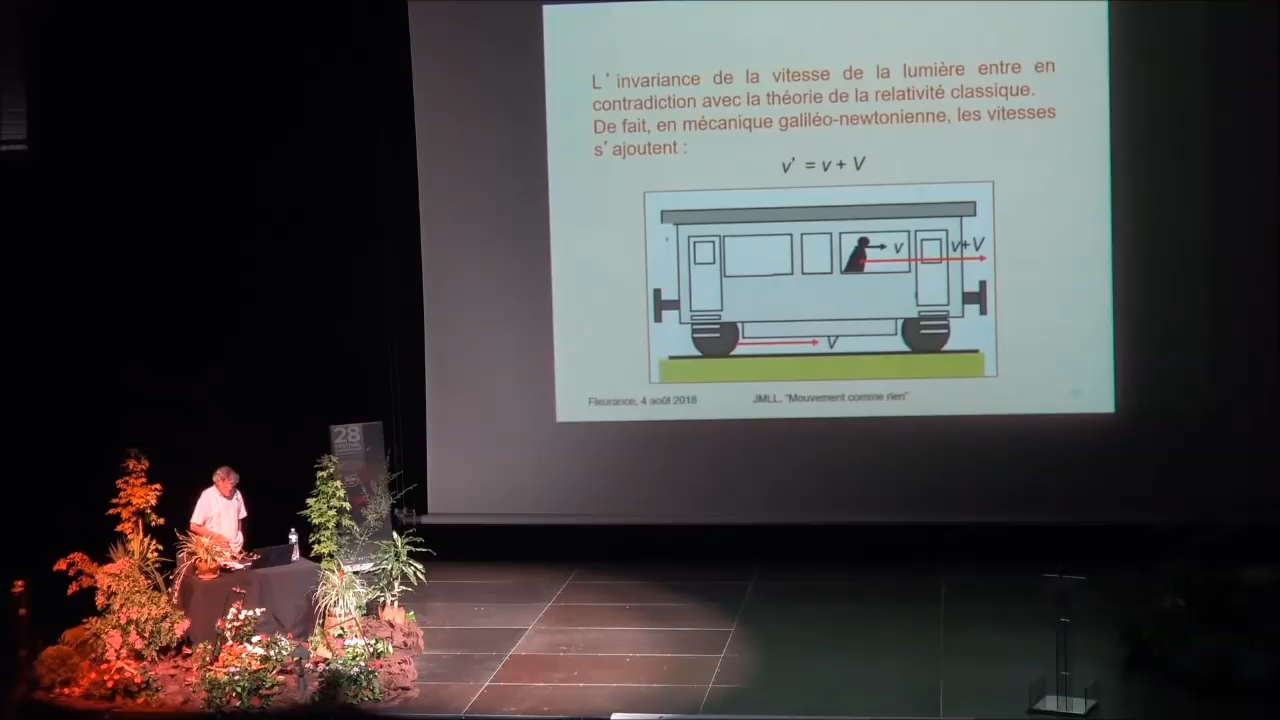 L’ invariance de la vitesse de la lumière entre en
contradiction avec la théorie de la relativité classique.
De fait, en mécanique galiléo-newtonienne, les vitesses
s’ ajoutent :
v’ = v + V
v
v+V
V
Fleurance, 4 août 2018
JMLL, "Mouvement comme rien"
28
FESTIVAL